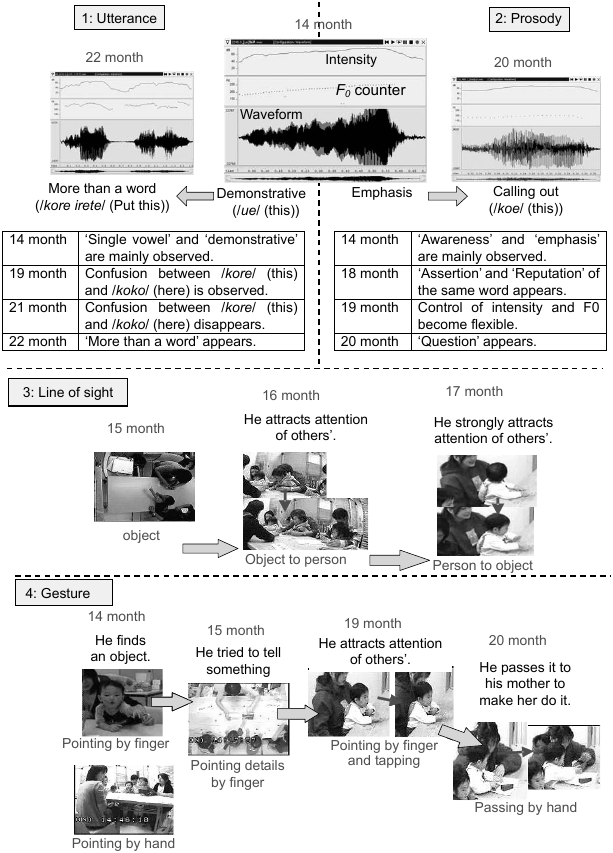 1: Utterance
14 month
2: Prosody
22 month
20 month
Intensity
F0 counter
Waveform
More than a word
(/kore irete/ (Put this))
Demonstrative
(/ue/ (this))
Emphasis
Calling out
(/koe/ (this))
14 month ‘Single vowel’ and ‘demonstrative’
are mainly observed.
19 month Confusion between /kore/ (this)
and /koko/ (here) is observed.
21 month Confusion between /kore/ (this)
and /koko/ (here) disappears.
22 month ‘More than a word’ appears.
14 month ‘Awareness’ and ‘emphasis’
are mainly observed.
18 month ‘Assertion’ and ‘Reputation’ of
the same word appears.
19 month Control of intensity and F0
become flexible.
20 month ‘Question’ appears.
3: Line of sight
15 month
object
16 month
He attracts attention
of others’.
Object to person
17 month
He strongly attracts
attention of others’.
Person to object
4: Gesture
14 month
He finds
an object.
Pointing by finger
Pointing by hand
15 month
He tried to tell
something
Pointing details
by finger
19 month
He attracts attention
of others’.
Pointing by finger
and tapping
20 month
He passes it to
his mother to
make her do it.
Passing by hand